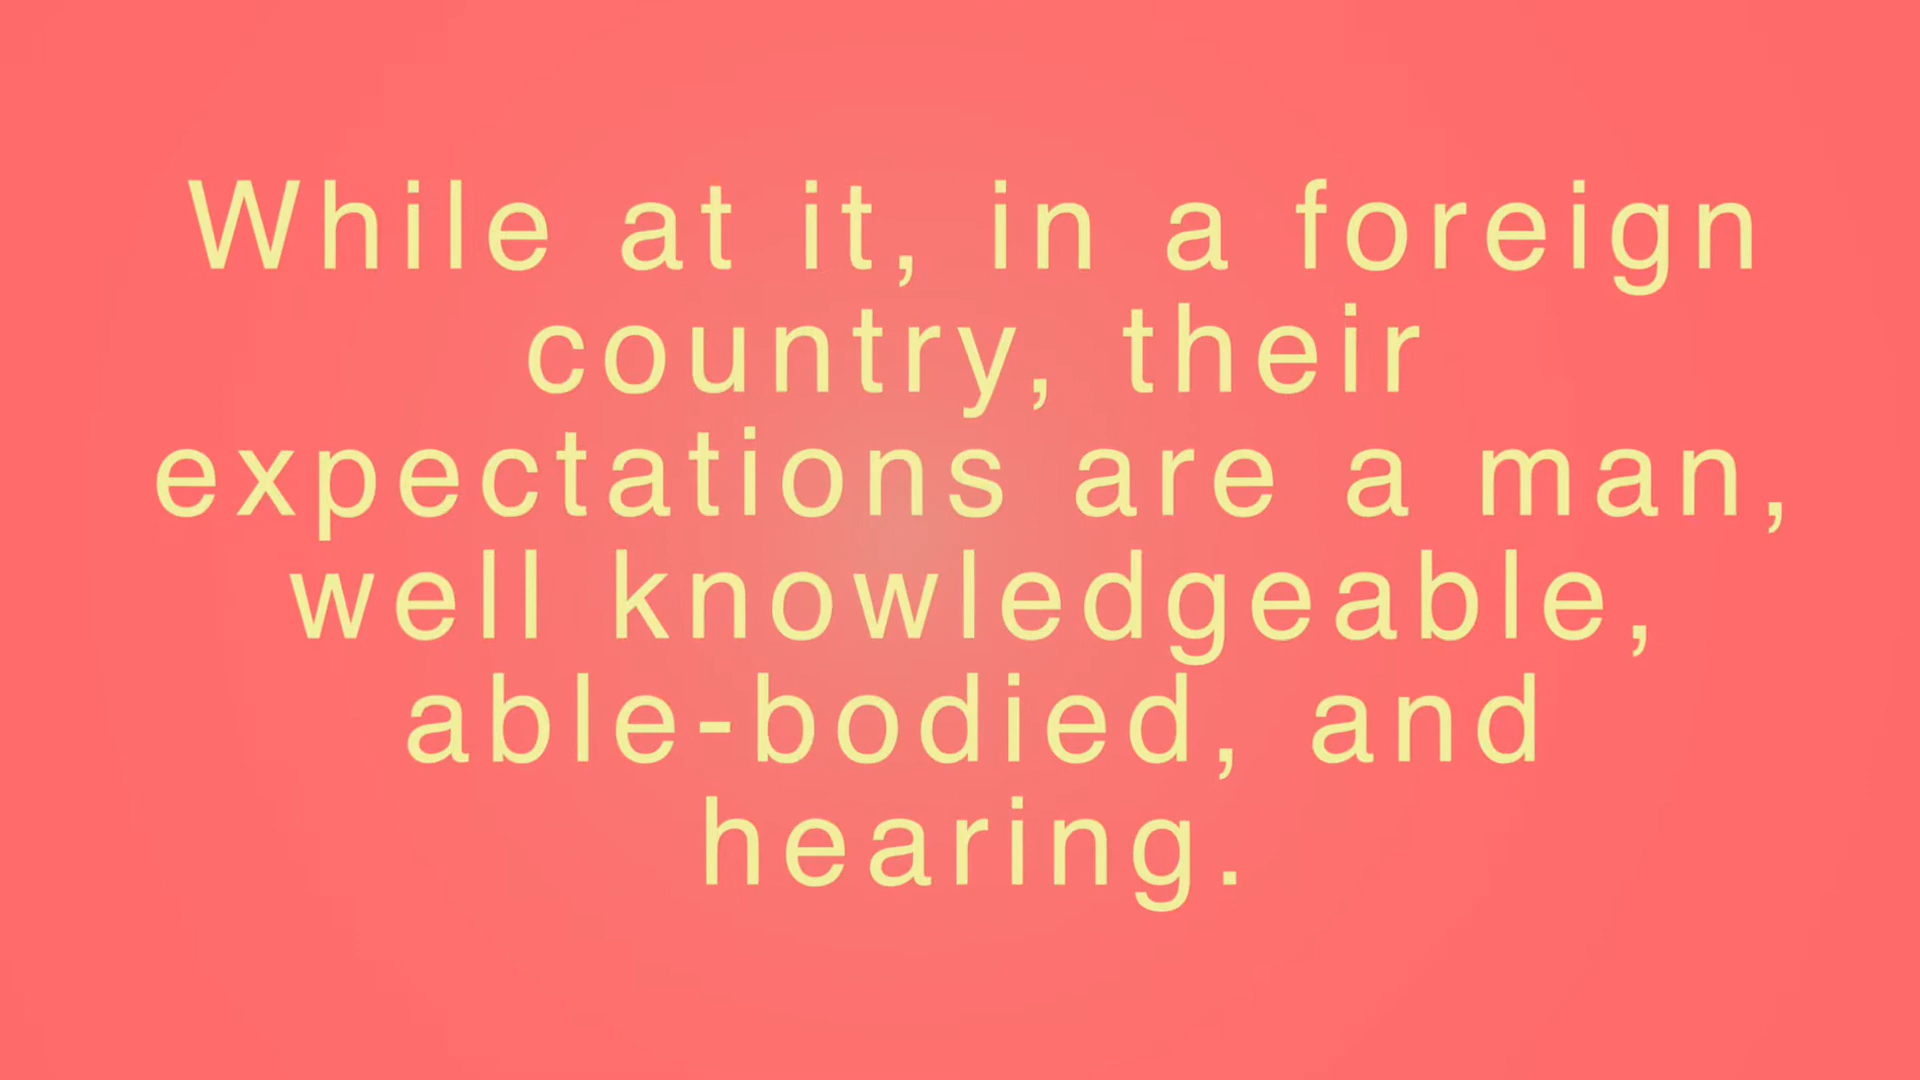 While at it, in a foreign
country, their
expectations are a man,
well knowledgeable,
able-bodied, and
hearing.